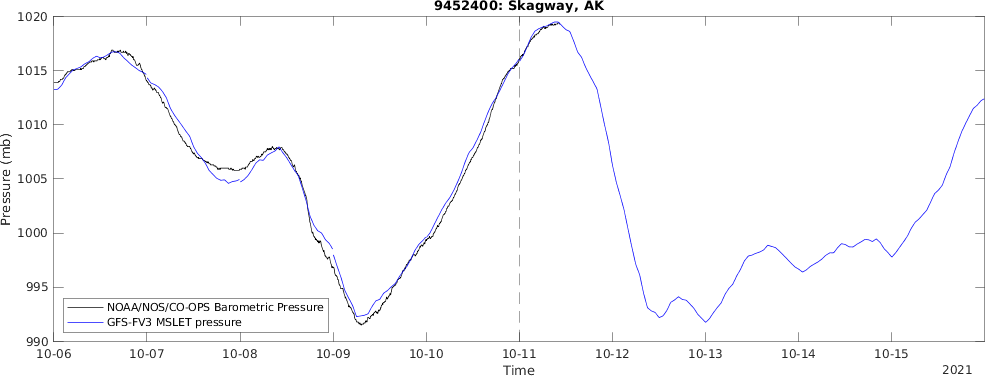 9452400: Skagway, AK
1020
1015
1010
1005
1000
995
990
Pressure (mb)
NOAA/NOS/CO-OPS Barometric Pressure
GFS-FV3 MSLET pressure
10-06 10-07 10-08 10-09 10-10 10-11 10-12 10-13 10-14 10-15
Time
2021